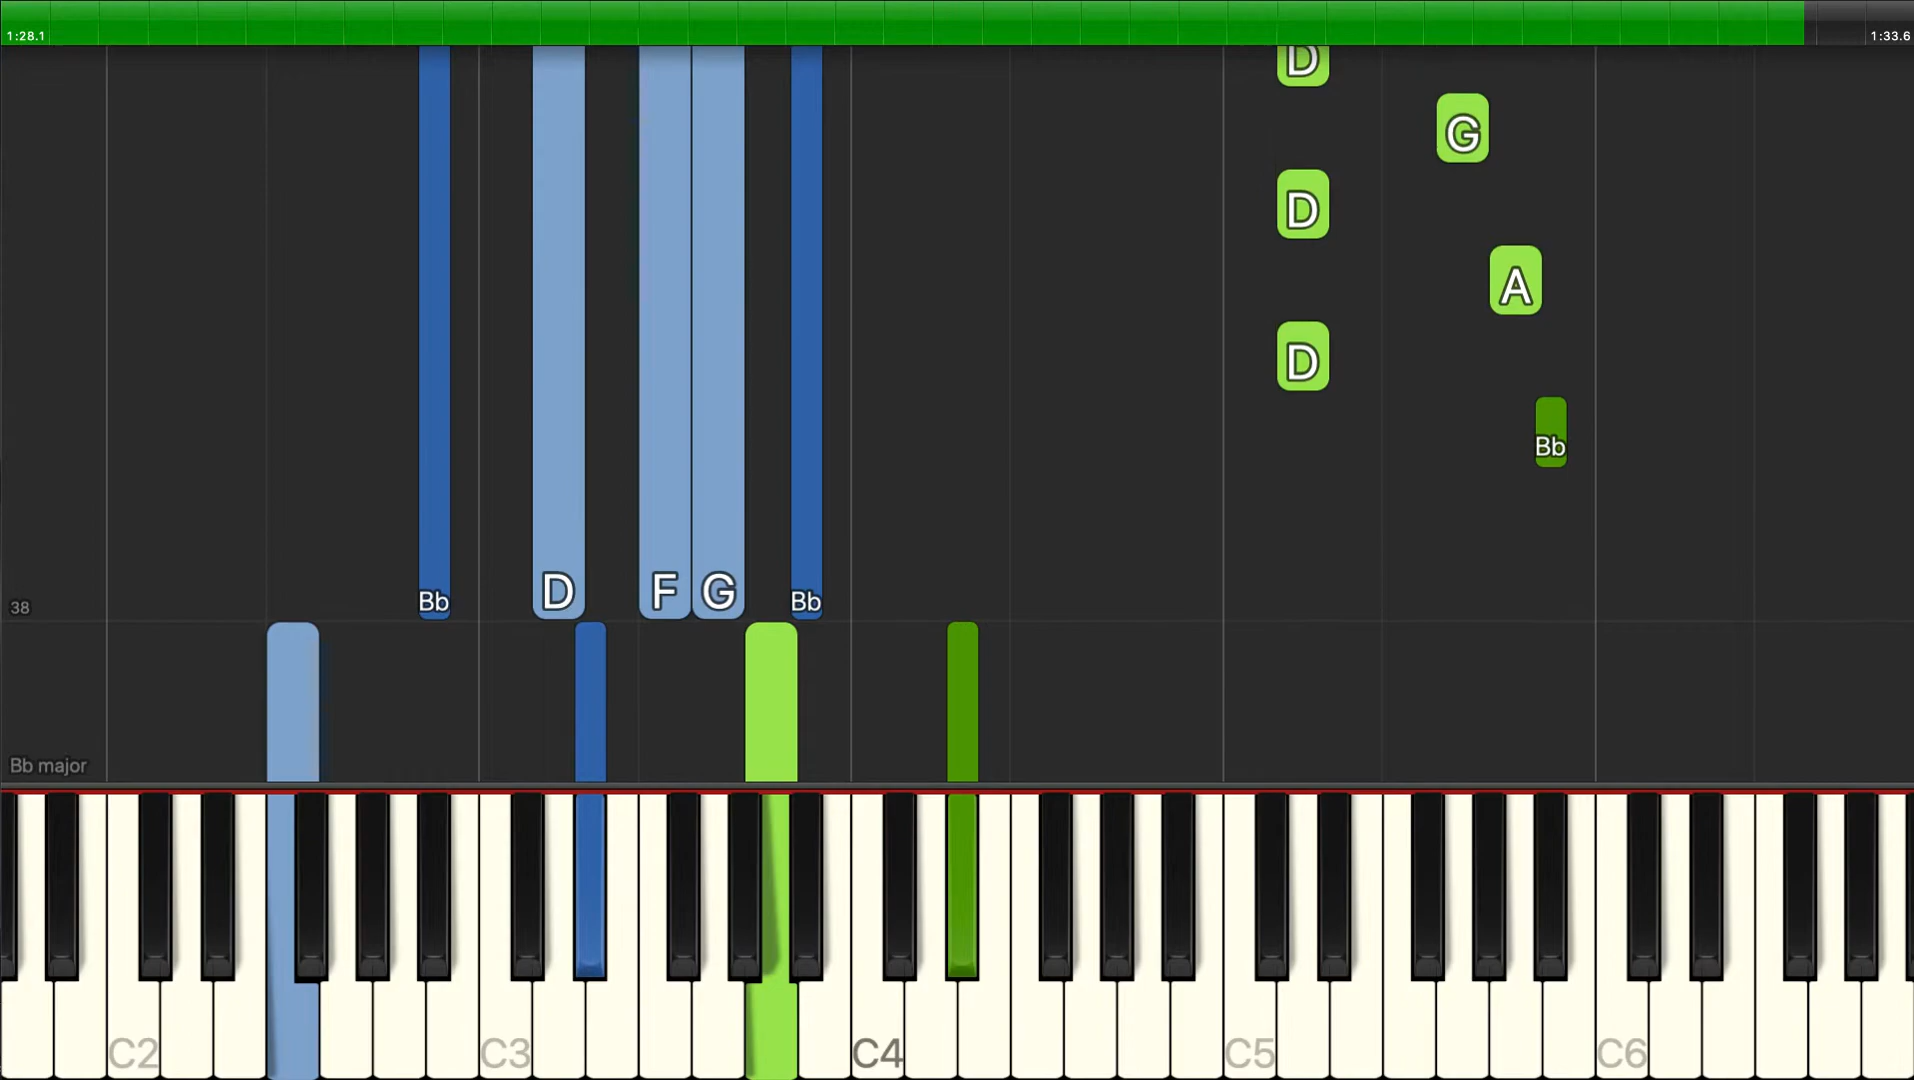 1:28.1
1:33.6
D
G
D
A
D
Bb
Bb D F G Bb
38
Bb major
C2 C3 C4 C5 C6